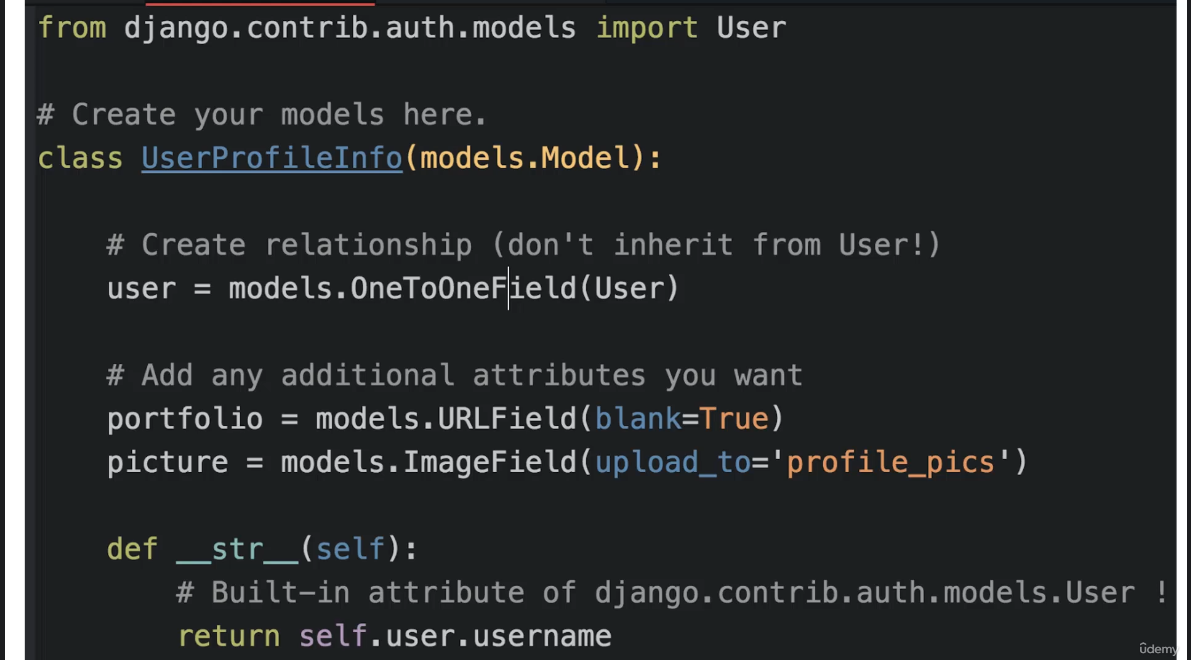 from django.contrib.auth.models import User
# Create your models here.
class UserProfileInfo(models.Model):
# Create relationship (don't inherit from User!)
user = models.OneToOneField(User)
# Add any additional attributes you want
portfolio = models.URLField(blank=True)
picture = models.ImageField(upload_to='profile_pics')
def __str__(self):
# Built-in attribute of django.contrib.auth.models.User !
return self.user.username
ûdemy